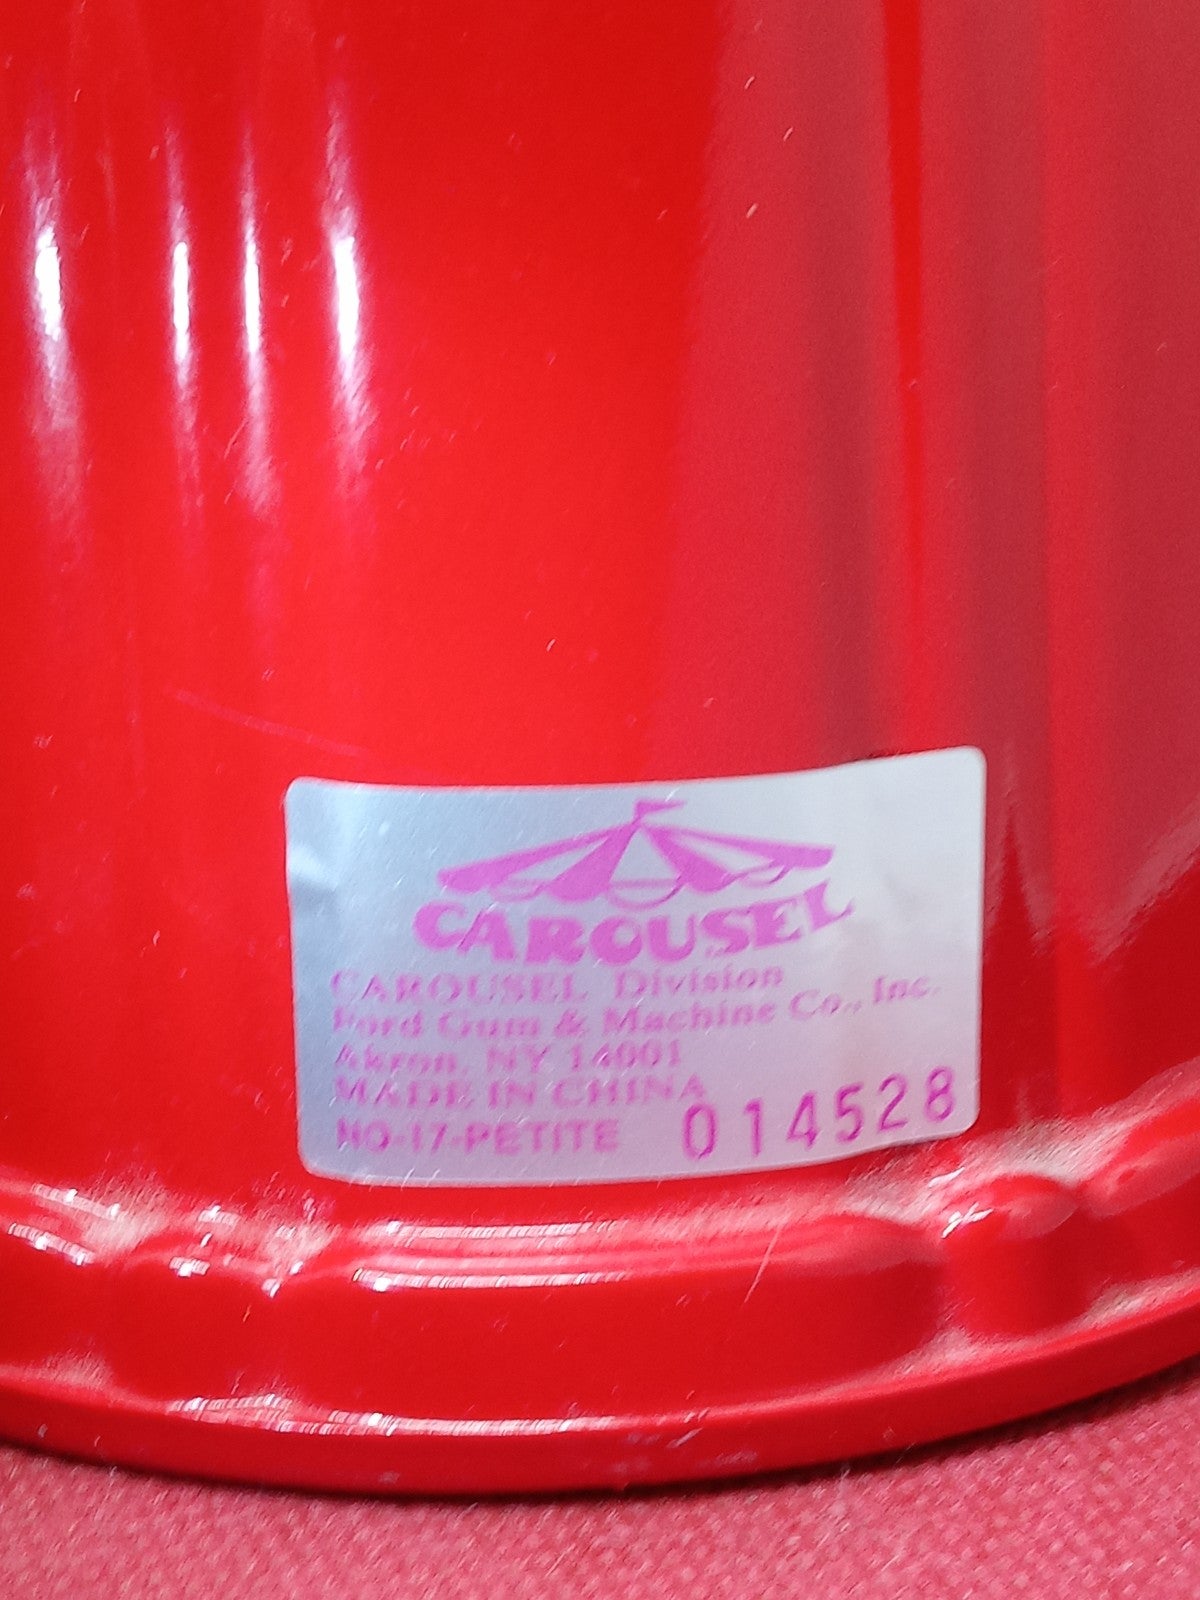 CAROUSEL
CAROUSEL Division
Ford Gum & Machine Co., Inc.
Akron, NY 14001
MADE IN CHINA
NO-17-PETITE 014528